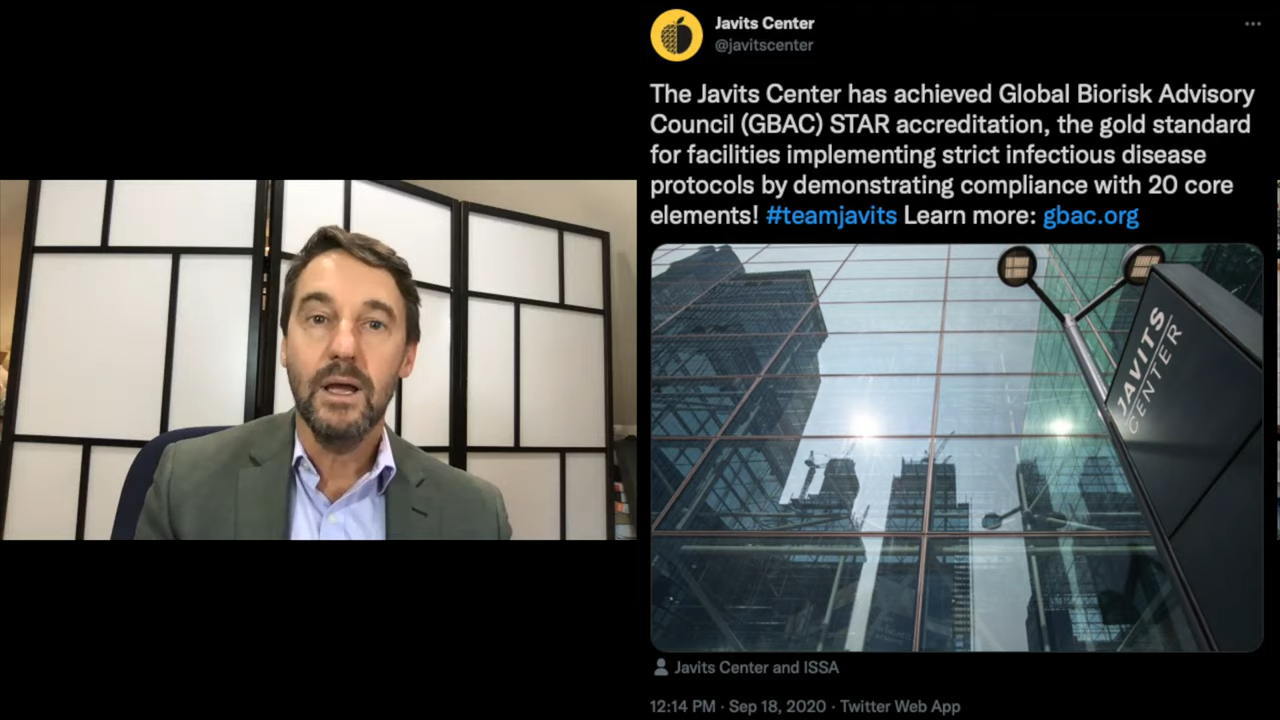 Javits Center
@javitscenter
The Javits Center has achieved Global Biorisk Advisory
Council (GBAC) STAR accreditation, the gold standard
for facilities implementing strict infectious disease
protocols by demonstrating compliance with 20 core
elements! #teamjavits Learn more: gbac.org
JAVITS
CENTER
Javits Center and ISSA
12:14 PM · Sep 18, 2020 · Twitter Web App